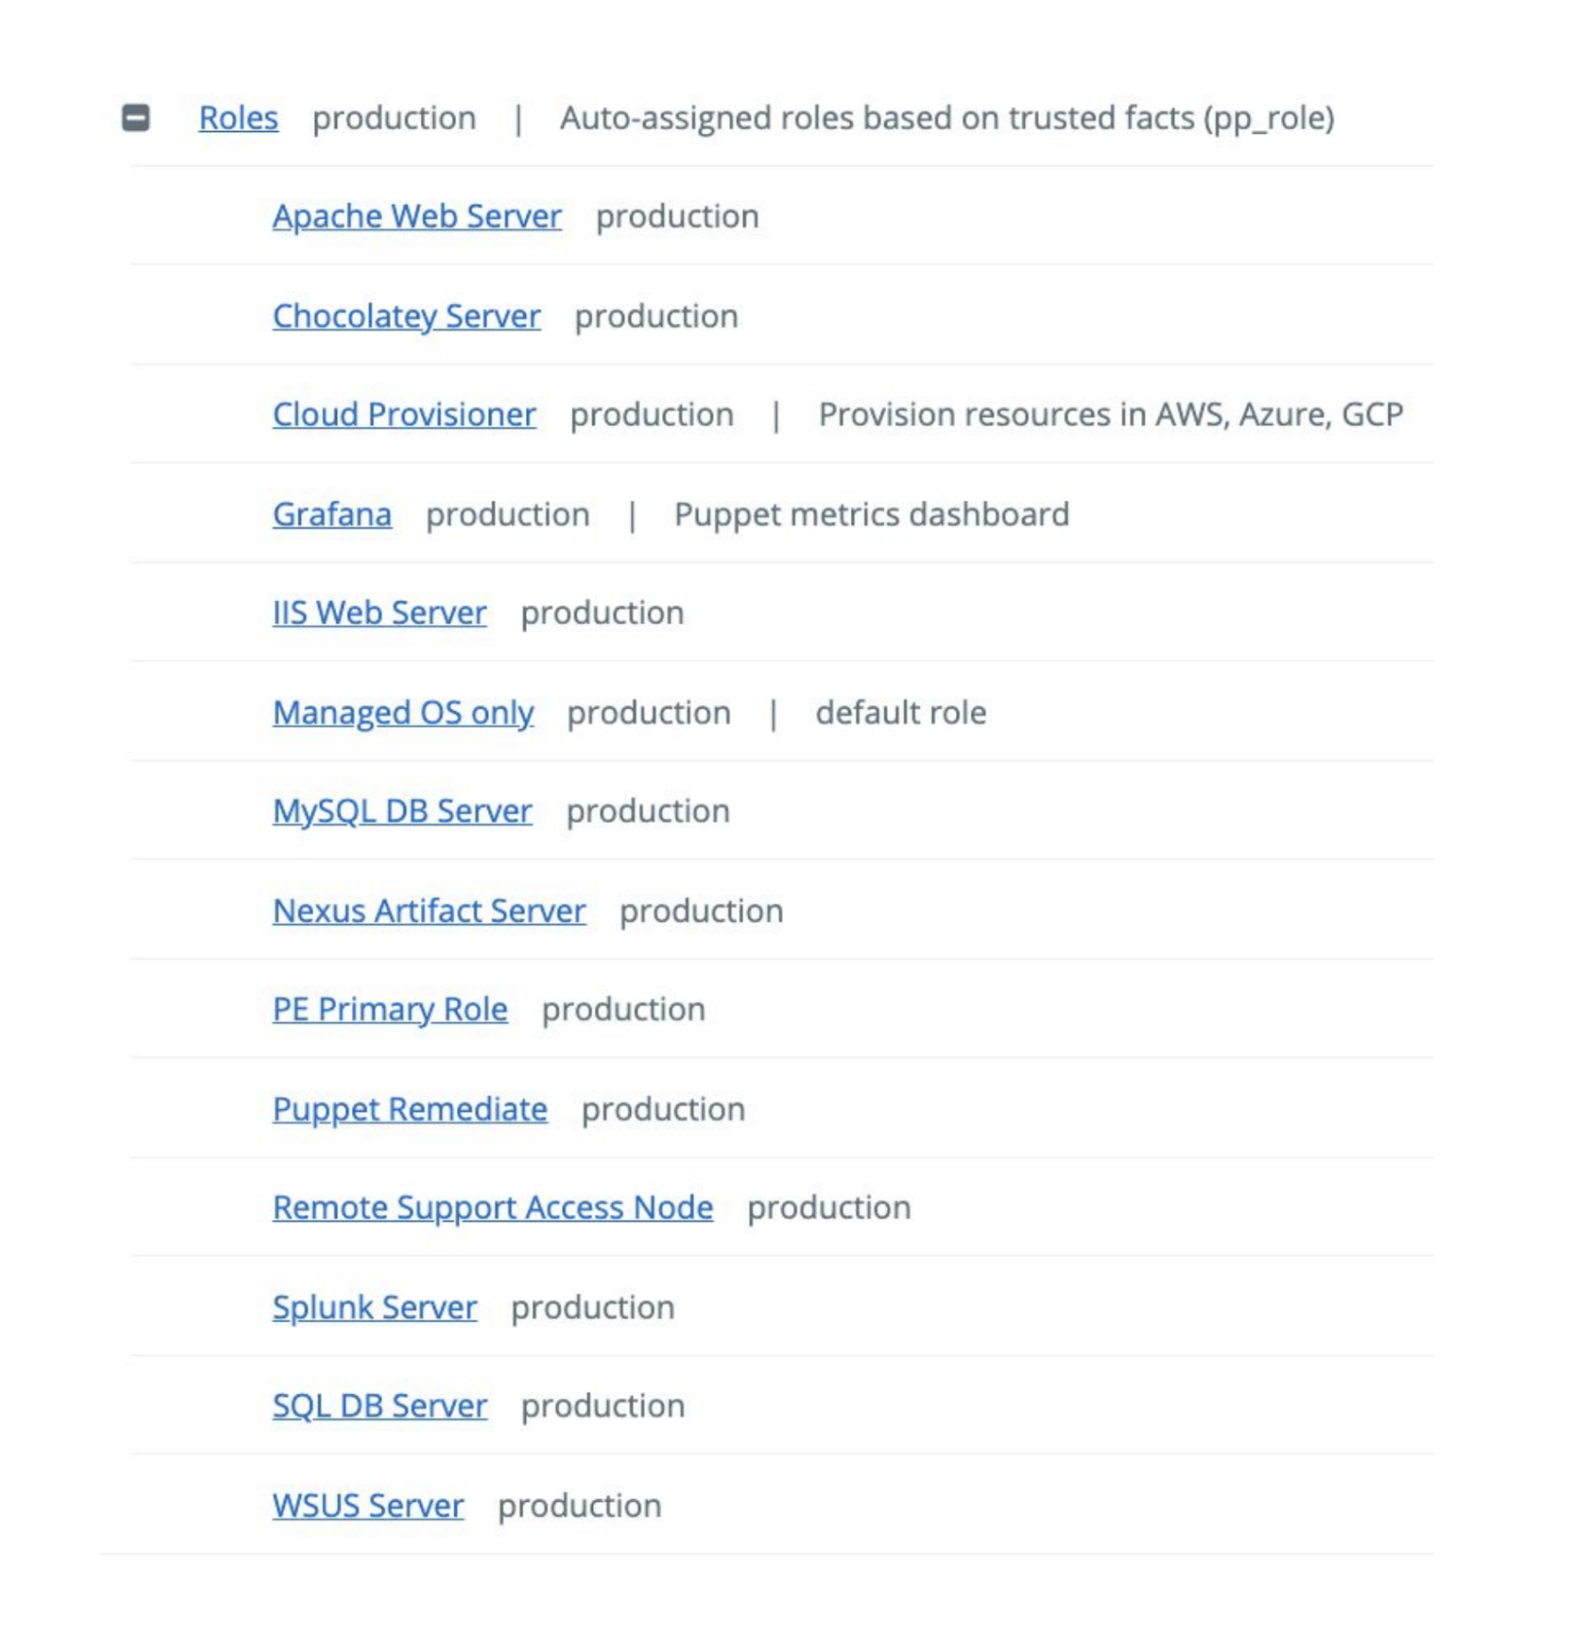 Roles production | Auto-assigned roles based on trusted facts (pp_role)
Apache Web Server production
Chocolatey Server production
Cloud Provisioner production | Provision resources in AWS, Azure, GCP
Grafana production | Puppet metrics dashboard
IIS Web Server production
Managed OS only production | default role
MySQL DB Server production
Nexus Artifact Server production
PE Primary Role production
Puppet Remediate production
Remote Support Access Node production
Splunk Server production
SQL DB Server production
WSUS Server production